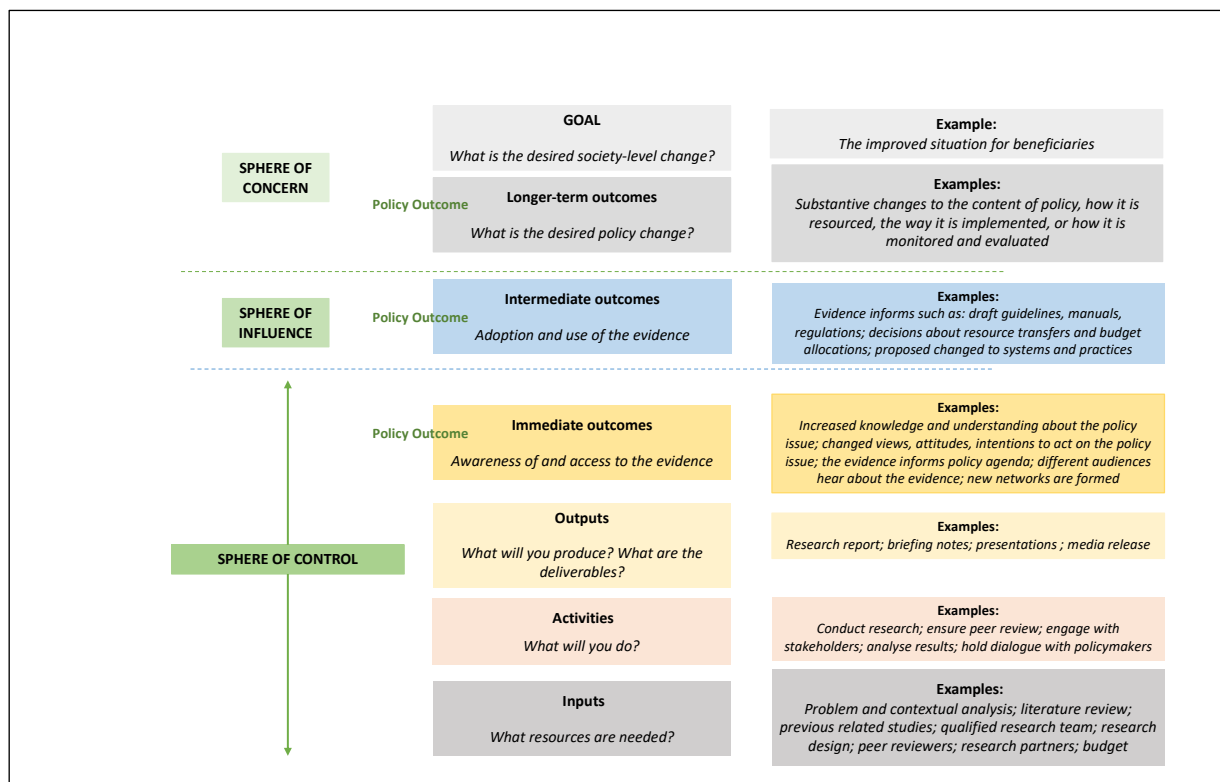 GOAL
What is the desired society-level change?
Example:
The improved situation for beneficiaries
SPHERE OF
CONCERN
Policy Outcome
Longer-term outcomes
What is the desired policy change?
Examples:
Substantive changes to the content of policy, how it is
resourced, the way it is implemented, or how it is
monitored and evaluated
SPHERE OF
INFLUENCE
Policy Outcome
Intermediate outcomes
Adoption and use of the evidence
Examples:
Evidence informs such as: draft guidelines, manuals,
regulations; decisions about resource transfers and budget
allocations; proposed changed to systems and practices
Policy Outcome
Immediate outcomes
Awareness of and access to the evidence
Examples:
Increased knowledge and understanding about the policy
issue; changed views, attitudes, intentions to act on the policy
issue; the evidence informs policy agenda; different audiences
hear about the evidence; new networks are formed
SPHERE OF CONTROL
Outputs
What will you produce? What are the
deliverables?
Examples:
Research report; briefing notes; presentations ; media release
Activities
What will you do?
Examples:
Conduct research; ensure peer review; engage with
stakeholders; analyse results; hold dialogue with policymakers
Inputs
What resources are needed?
Examples:
Problem and contextual analysis; literature review;
previous related studies; qualified research team; research
design; peer reviewers; research partners; budget